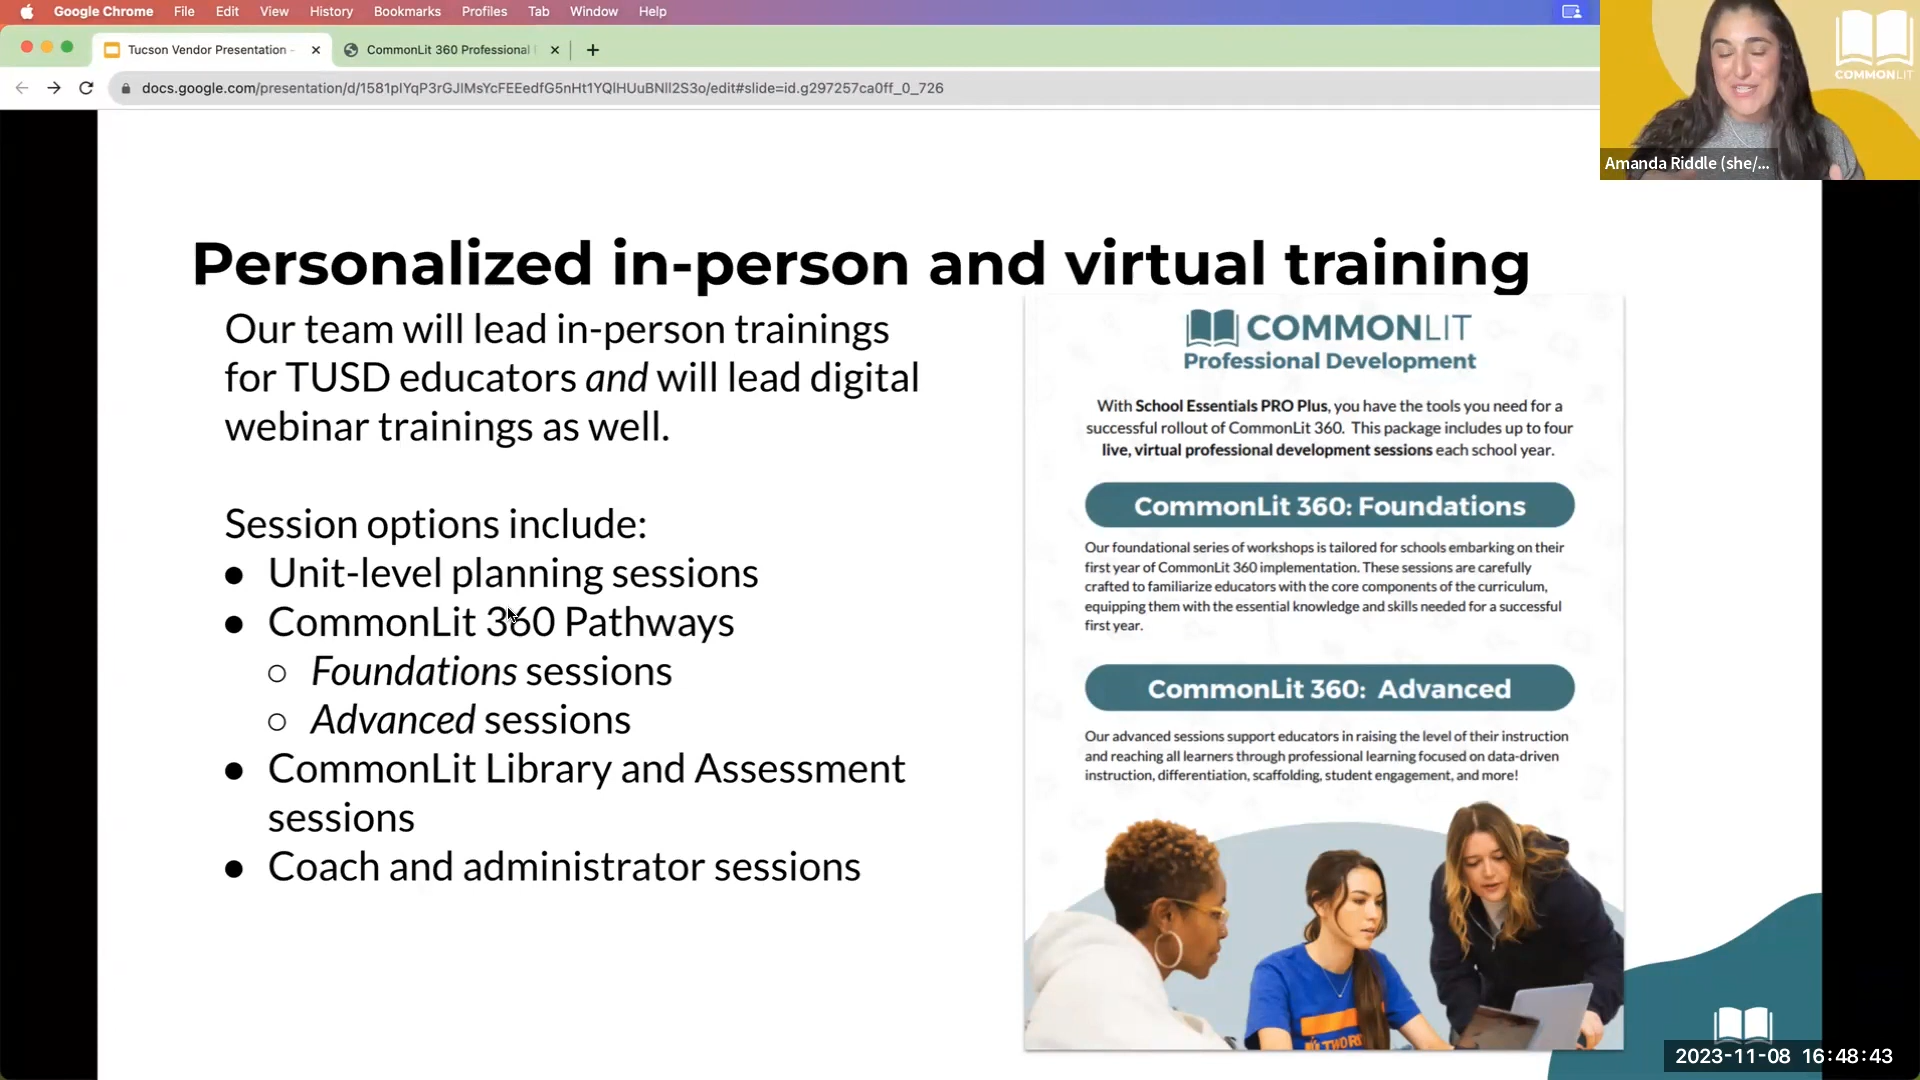 Google Chrome File Edit View History Bookmarks Profiles Tab Window Help
Tucson Vendor Presentation -
CommonLit 360 Professional
docs.google.com/presentation/d/1581pIYqP3rGJIMsYcFEEedfG5nHt1YQlHUuBNll2S3o/edit#slide=id.g297257ca0ff_0_726
COMMONLIT
Amanda Riddle (she/...
Personalized in-person and virtual training
Our team will lead in-person trainings
for TUSD educators and will lead digital
webinar trainings as well.
Session options include:
● Unit-level planning sessions
● CommonLit 360 Pathways
○ Foundations sessions
○ Advanced sessions
● CommonLit Library and Assessment
sessions
● Coach and administrator sessions
COMMONLIT
Professional Development
With School Essentials PRO Plus, you have the tools you need for a
successful rollout of CommonLit 360. This package includes up to four
live, virtual professional development sessions each school year.
CommonLit 360: Foundations
Our foundational series of workshops is tailored for schools embarking on their
first year of CommonLit 360 implementation. These sessions are carefully
crafted to familiarize educators with the core components of the curriculum,
equipping them with the essential knowledge and skills needed for a successful
first year.
CommonLit 360: Advanced
Our advanced sessions support educators in raising the level of their instruction
and reaching all learners through professional learning focused on data-driven
instruction, differentiation, scaffolding, student engagement, and more!
2023-11-08 16:48:43